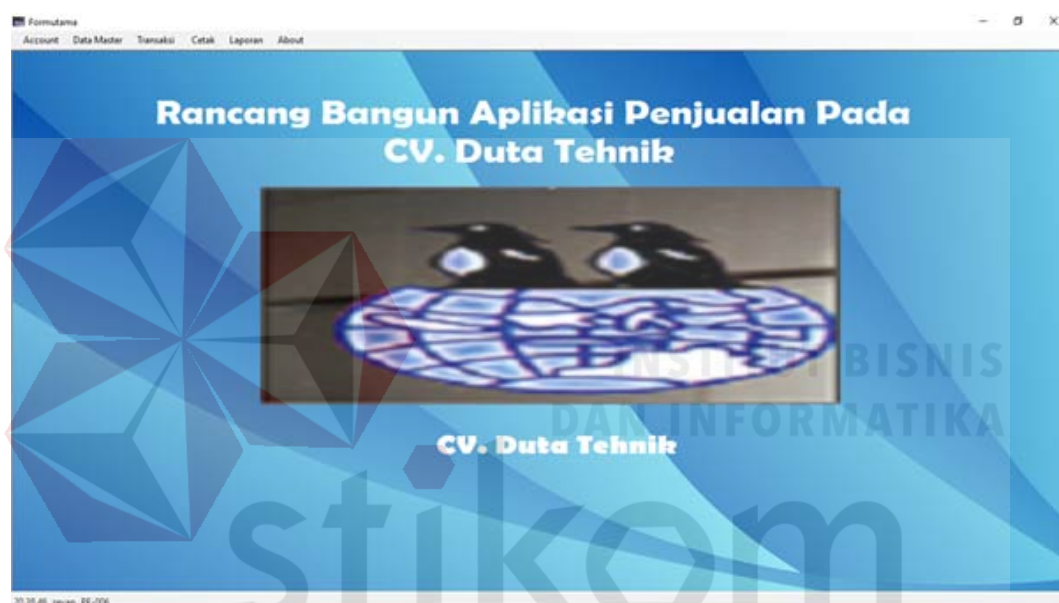 Formutama
Account Data Master Transaksi Cetak Laporan About
Rancang Bangun Aplikasi Penjualan Pada
CV. Duta Tehnik
INSTITUT BISNIS
DAN INFORMATIKA
CV. Duta Tehnik
stikom